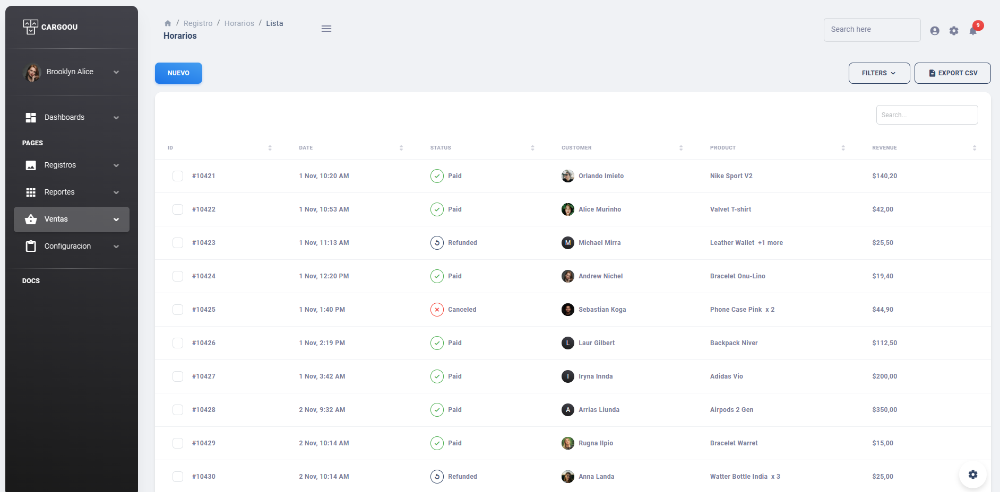 CARGOOU
Brooklyn Alice
Dashboards
PAGES
Registros
Reportes
Ventas
Configuracion
DOCS
/ Registro / Horarios / Lista
Horarios
Search here
9
NUEVO
FILTERS
EXPORT CSV
Search...
ID DATE STATUS CUSTOMER PRODUCT REVENUE
#10421 1 Nov, 10:20 AM Paid Orlando Imieto Nike Sport V2 $140,20
#10422 1 Nov, 10:53 AM Paid Alice Murinho Valvet T-shirt $42,00
#10423 1 Nov, 11:13 AM Refunded M Michael Mirra Leather Wallet +1 more $25,50
#10424 1 Nov, 12:20 PM Paid Andrew Nichel Bracelet Onu-Lino $19,40
#10425 1 Nov, 1:40 PM Canceled Sebastian Koga Phone Case Pink x 2 $44,90
#10426 1 Nov, 2:19 PM Paid L Laur Gilbert Backpack Niver $112,50
#10427 1 Nov, 3:42 AM Paid I Iryna Innda Adidas Vio $200,00
#10428 2 Nov, 9:32 AM Paid A Arrias Liunda Airpods 2 Gen $350,00
#10429 2 Nov, 10:14 AM Paid Rugna Ilpio Bracelet Warret $15,00
#10430 2 Nov, 10:14 AM Refunded Anna Landa Watter Bottle India x 3 $25,00